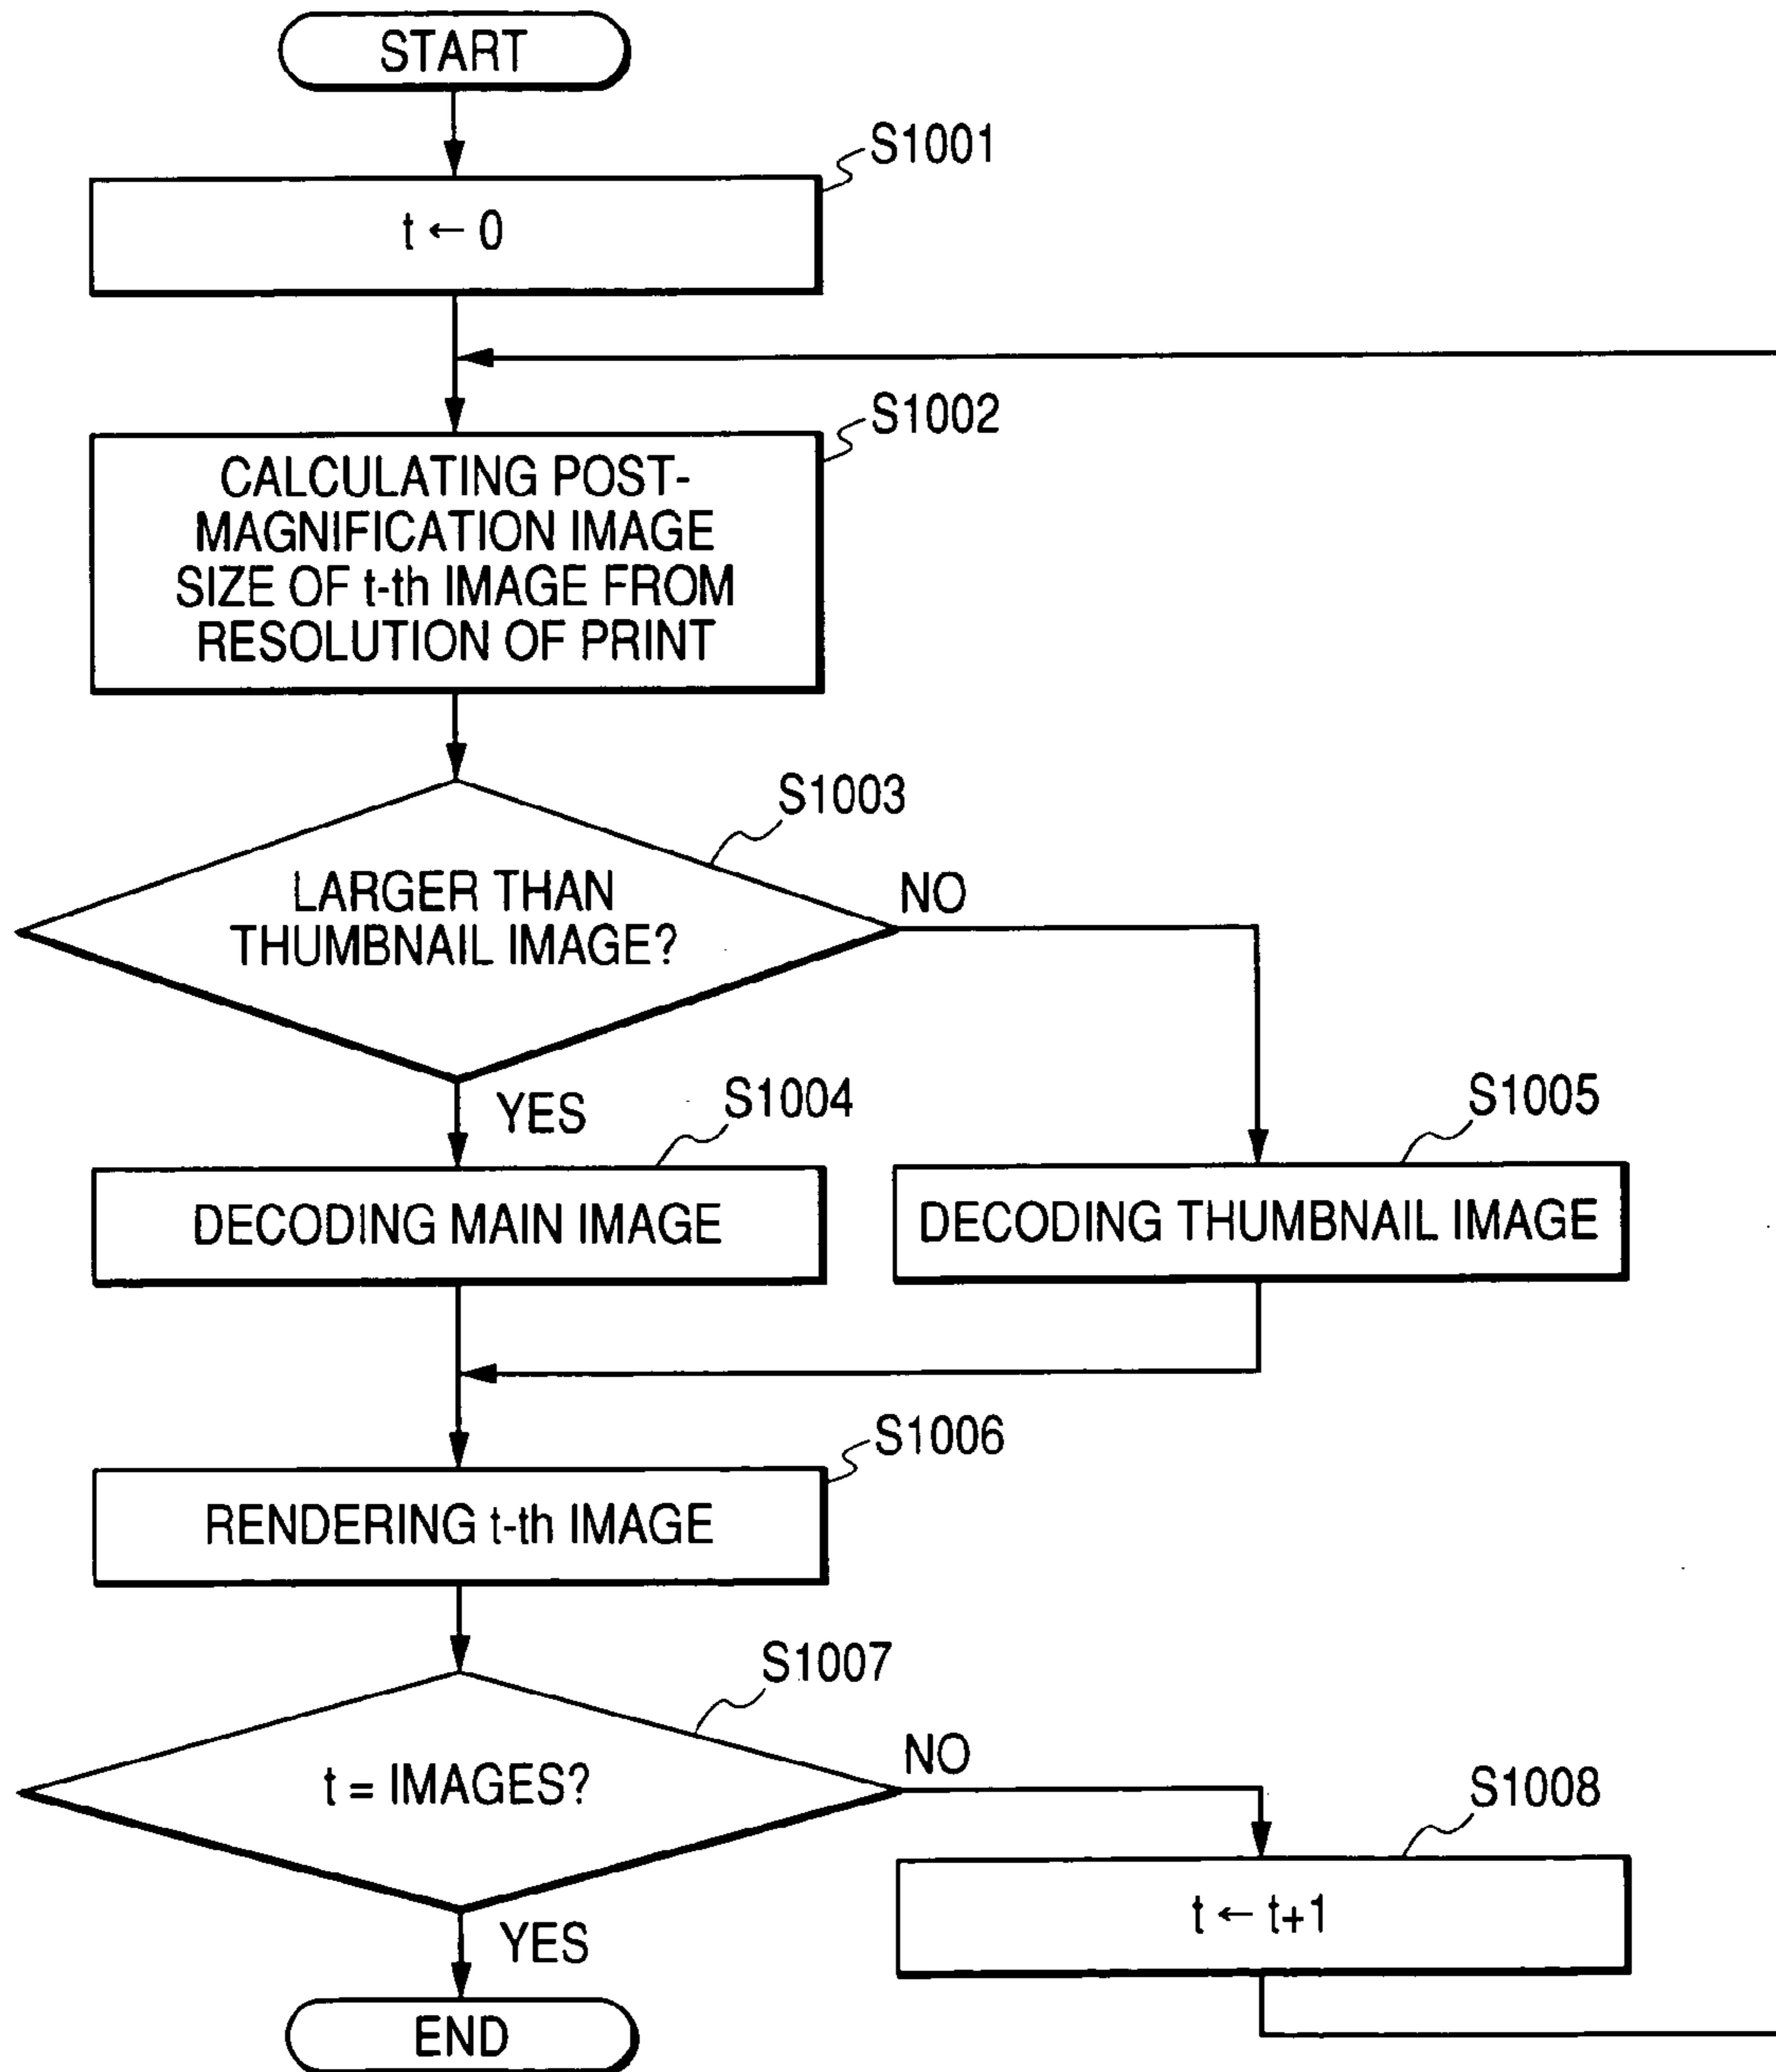 START
S1001
t ← 0
S1002
CALCULATING POST-
MAGNIFICATION IMAGE
SIZE OF t-th IMAGE FROM
RESOLUTION OF PRINT
S1003
LARGER THAN
THUMBNAIL IMAGE?
NO
YES
S1004
S1005
DECODING MAIN IMAGE
DECODING THUMBNAIL IMAGE
S1006
RENDERING t-th IMAGE
S1007
t = IMAGES?
NO
S1008
t ← t+1
YES
END